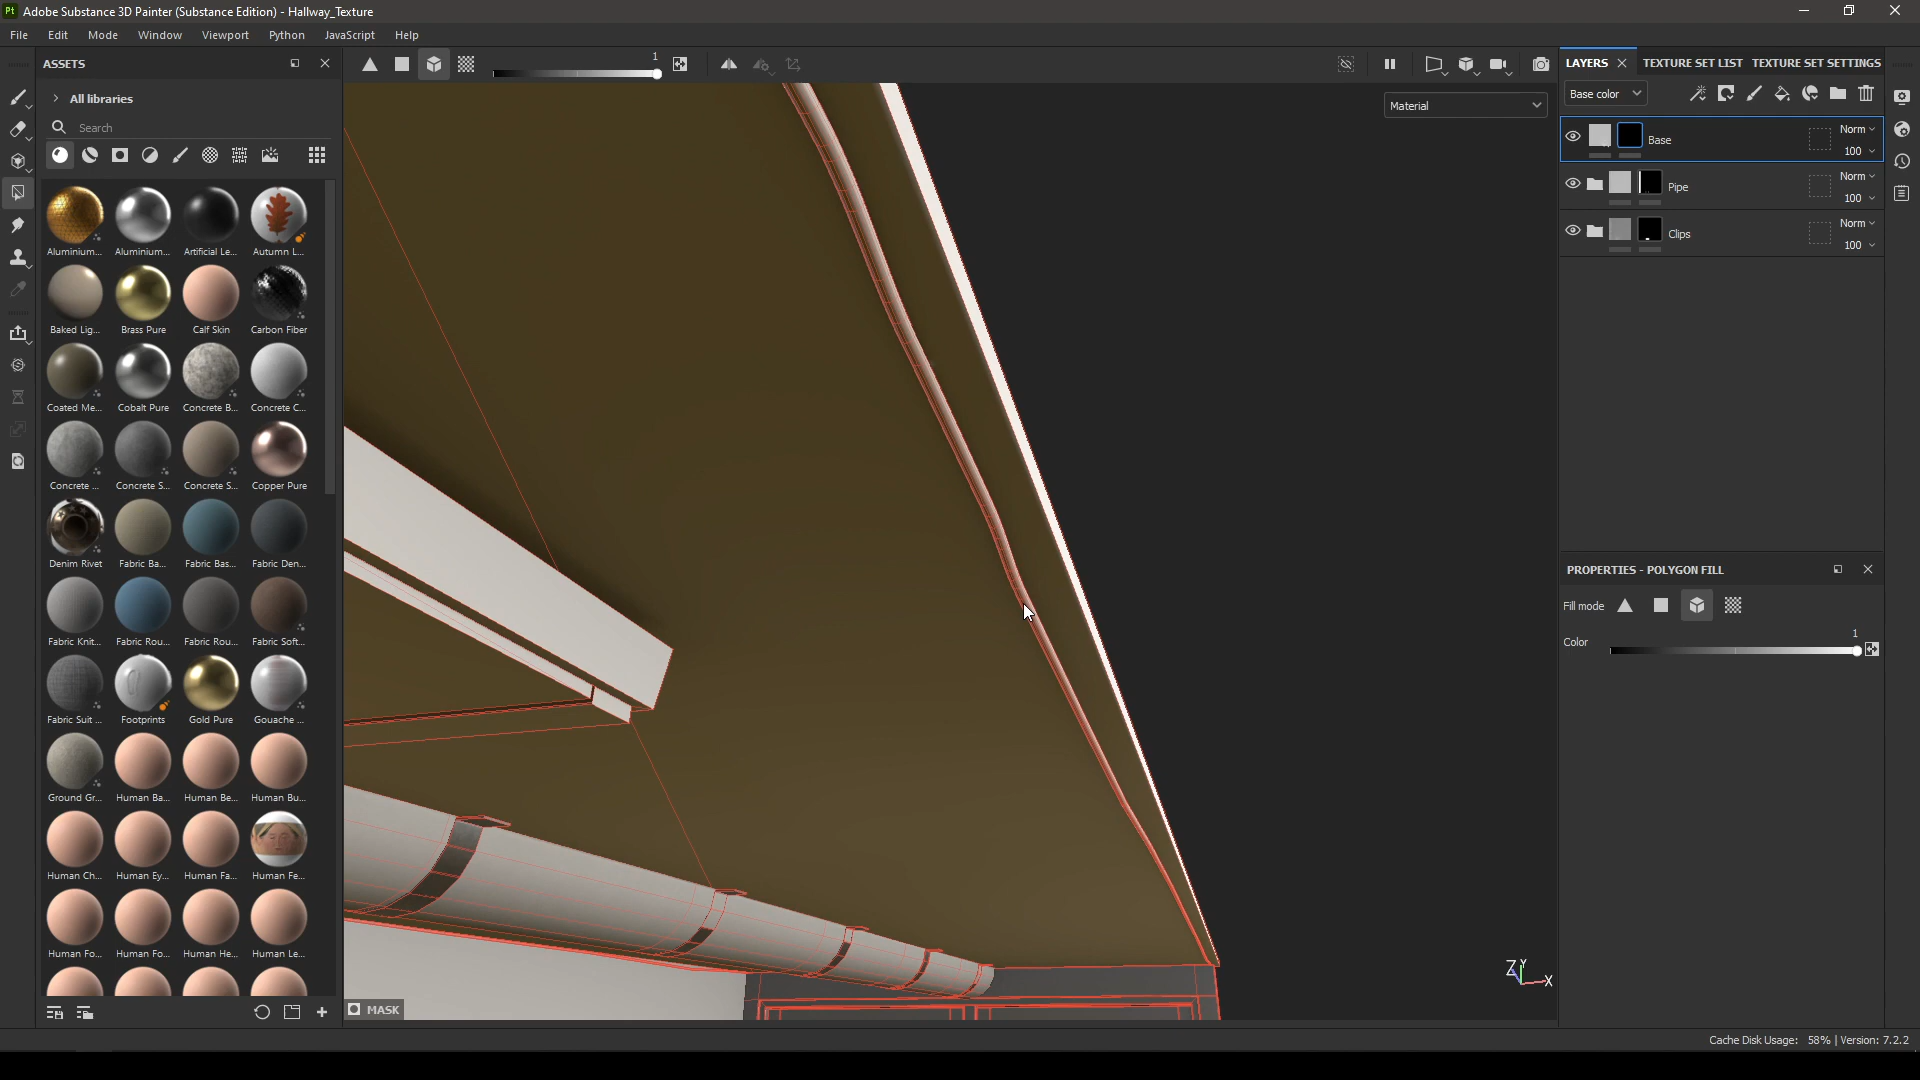 Pt Adobe Substance 3D Painter (Substance Edition) - Hallway_Texture
File Edit Mode Window Viewport Python JavaScript Help
ASSETS
1
LAYERS TEXTURE SET LIST TEXTURE SET SETTINGS
All libraries
Base color
Search
Material
Base Norm 100
Pipe Norm 100
Clips Norm 100
Aluminium... Aluminium... Artificial Le... Autumn L...
Baked Lig... Brass Pure Calf Skin Carbon Fiber
Coated Me... Cobalt Pure Concrete B... Concrete C...
Concrete ... Concrete S... Concrete S... Copper Pure
Denim Rivet Fabric Ba... Fabric Bas... Fabric Den...
Fabric Knit... Fabric Rou... Fabric Rou... Fabric Soft...
Fabric Suit ... Footprints Gold Pure Gouache ...
Ground Gr... Human Ba... Human Be... Human Bu...
Human Ch... Human Ey... Human Fa... Human Fe...
Human Fo... Human Fo... Human He... Human Le...
PROPERTIES - POLYGON FILL
Fill mode
Color 1
Z Y X
MASK
Cache Disk Usage: 58% | Version: 7.2.2